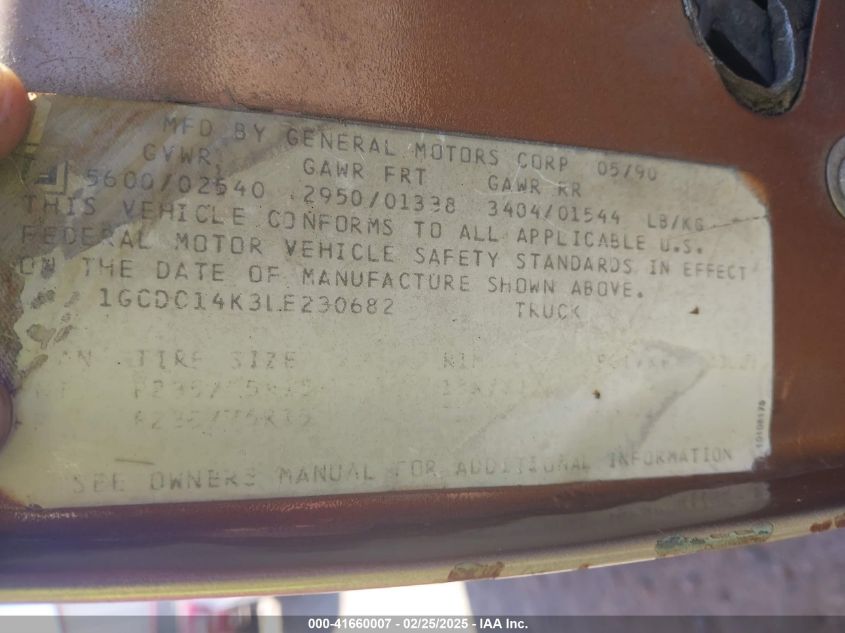 MFD BY GENERAL MOTORS CORP 05/90
GVWR GAWR FRT GAWR RR
5600/02540 2950/01338 3404/01544 LB/KG
THIS VEHICLE CONFORMS TO ALL APPLICABLE U.S.
FEDERAL MOTOR VEHICLE SAFETY STANDARDS IN EFFECT
ON THE DATE OF MANUFACTURE SHOWN ABOVE.
1GCDC14K3LE230682 TRUCK
TIRE SIZE
SEE OWNERS MANUAL FOR ADDITIONAL INFORMATION
000-41660007 - 02/25/2025 - IAA Inc.